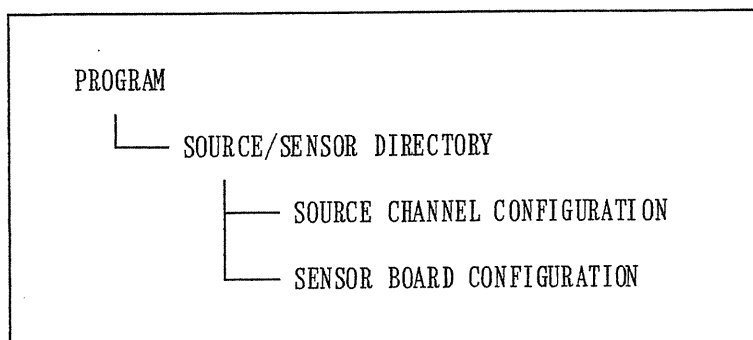 PROGRAM
SOURCE/SENSOR DIRECTORY
SOURCE CHANNEL CONFIGURATION
SENSOR BOARD CONFIGURATION